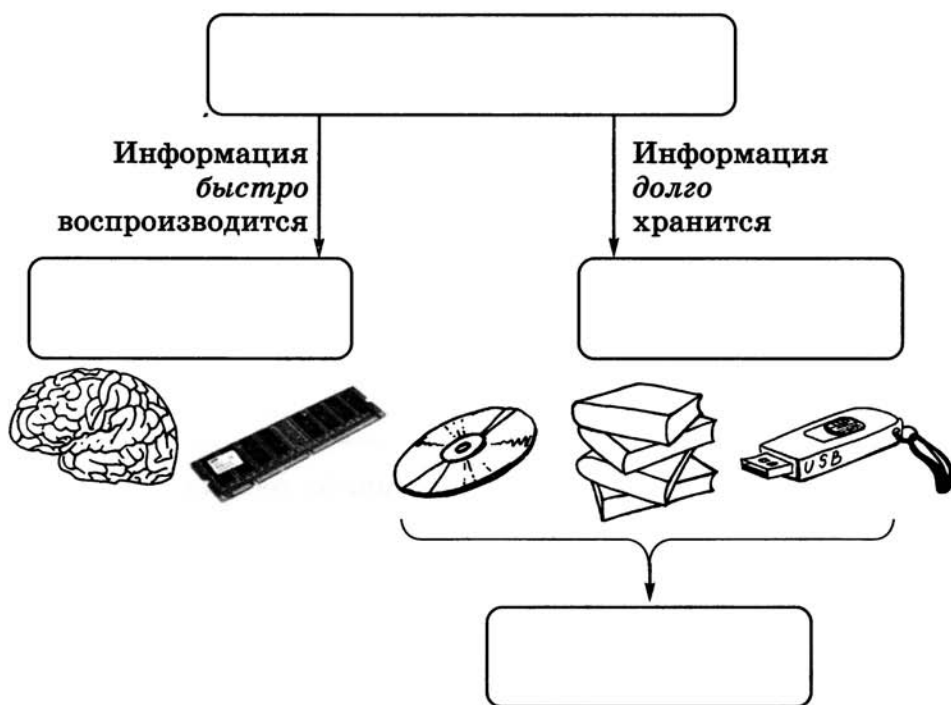 Информация
быстро
воспроизводится
Информация
долго
хранится
USB